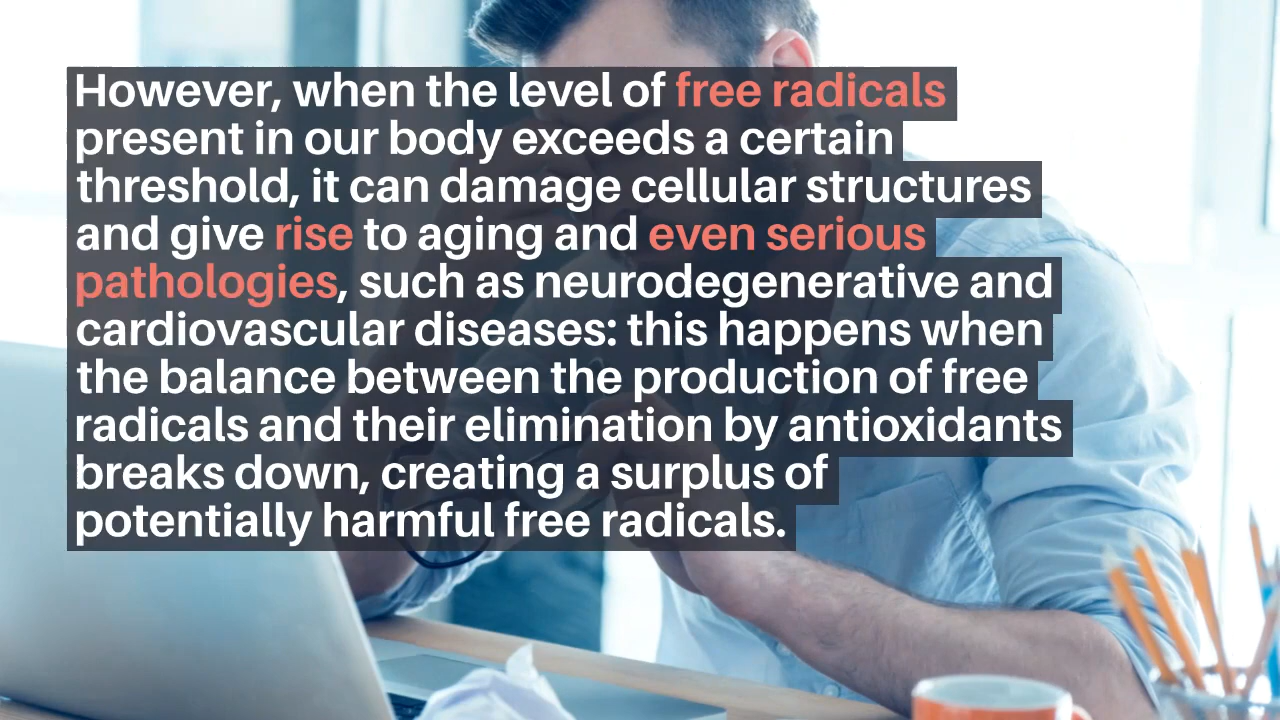 However, when the level of free radicals
present in our body exceeds a certain
threshold, it can damage cellular structures
and give rise to aging and even serious
pathologies, such as neurodegenerative and
cardiovascular diseases: this happens when
the balance between the production of free
radicals and their elimination by antioxidants
breaks down, creating a surplus of
potentially harmful free radicals.